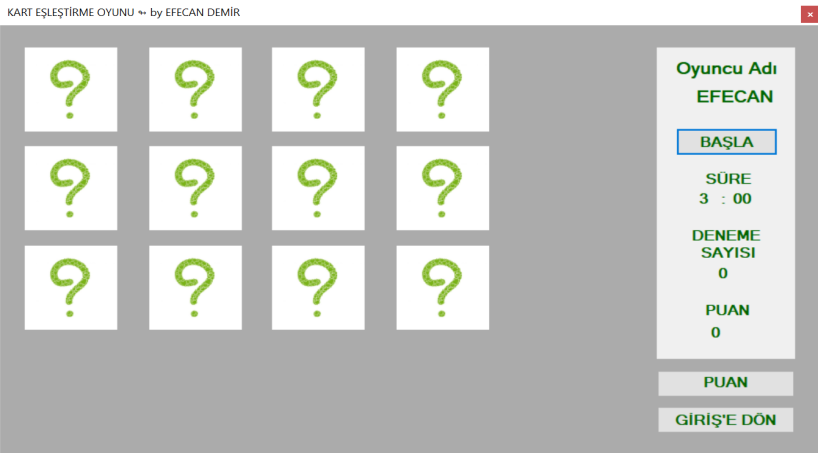 KART EŞLEŞTİRME OYUNU ➳ by EFECAN DEMİR
Oyuncu Adı
EFECAN
BAŞLA
SÜRE
3 : 00
DENEME
SAYISI
0
PUAN
0
PUAN
GİRİŞ'E DÖN